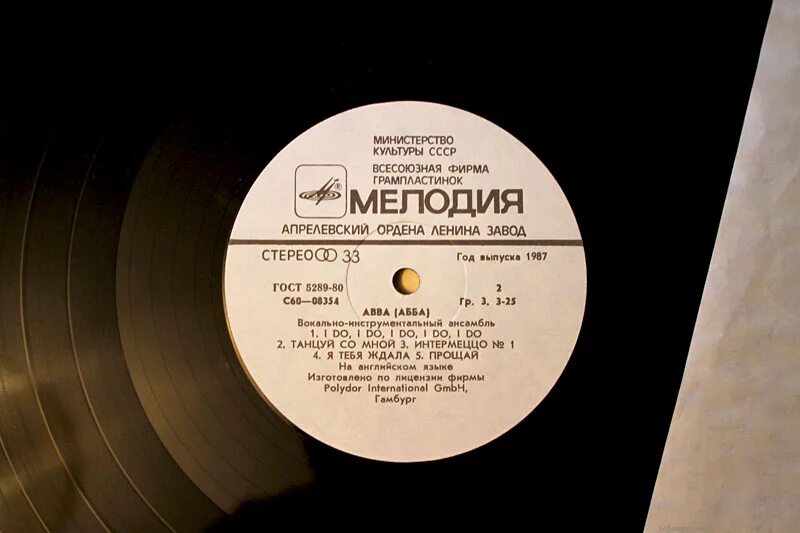 МИНИСТЕРСТВО
КУЛЬТУРЫ СССР
ВСЕСОЮЗНАЯ ФИРМА
ГРАМПЛАСТИНОК
® МЕЛОДИЯ
АПРЕЛЕВСКИЙ ОРДЕНА ЛЕНИНА ЗАВОД
СТЕРЕО 33 Год выпуска 1987
ГОСТ 5289-80 2
С60—08354 Гр. 3. 3-25
ABBA (АББА)
Вокально-инструментальный ансамбль
1. I DO, I DO, I DO, I DO, I DO
2. ТАНЦУЙ СО МНОЙ 3. ИНТЕРМЕЦЦО № 1
4. Я ТЕБЯ ЖДАЛА 5. ПРОЩАЙ
На английском языке
Изготовлено по лицензии фирмы
Polydor International GmbH,
Гамбург